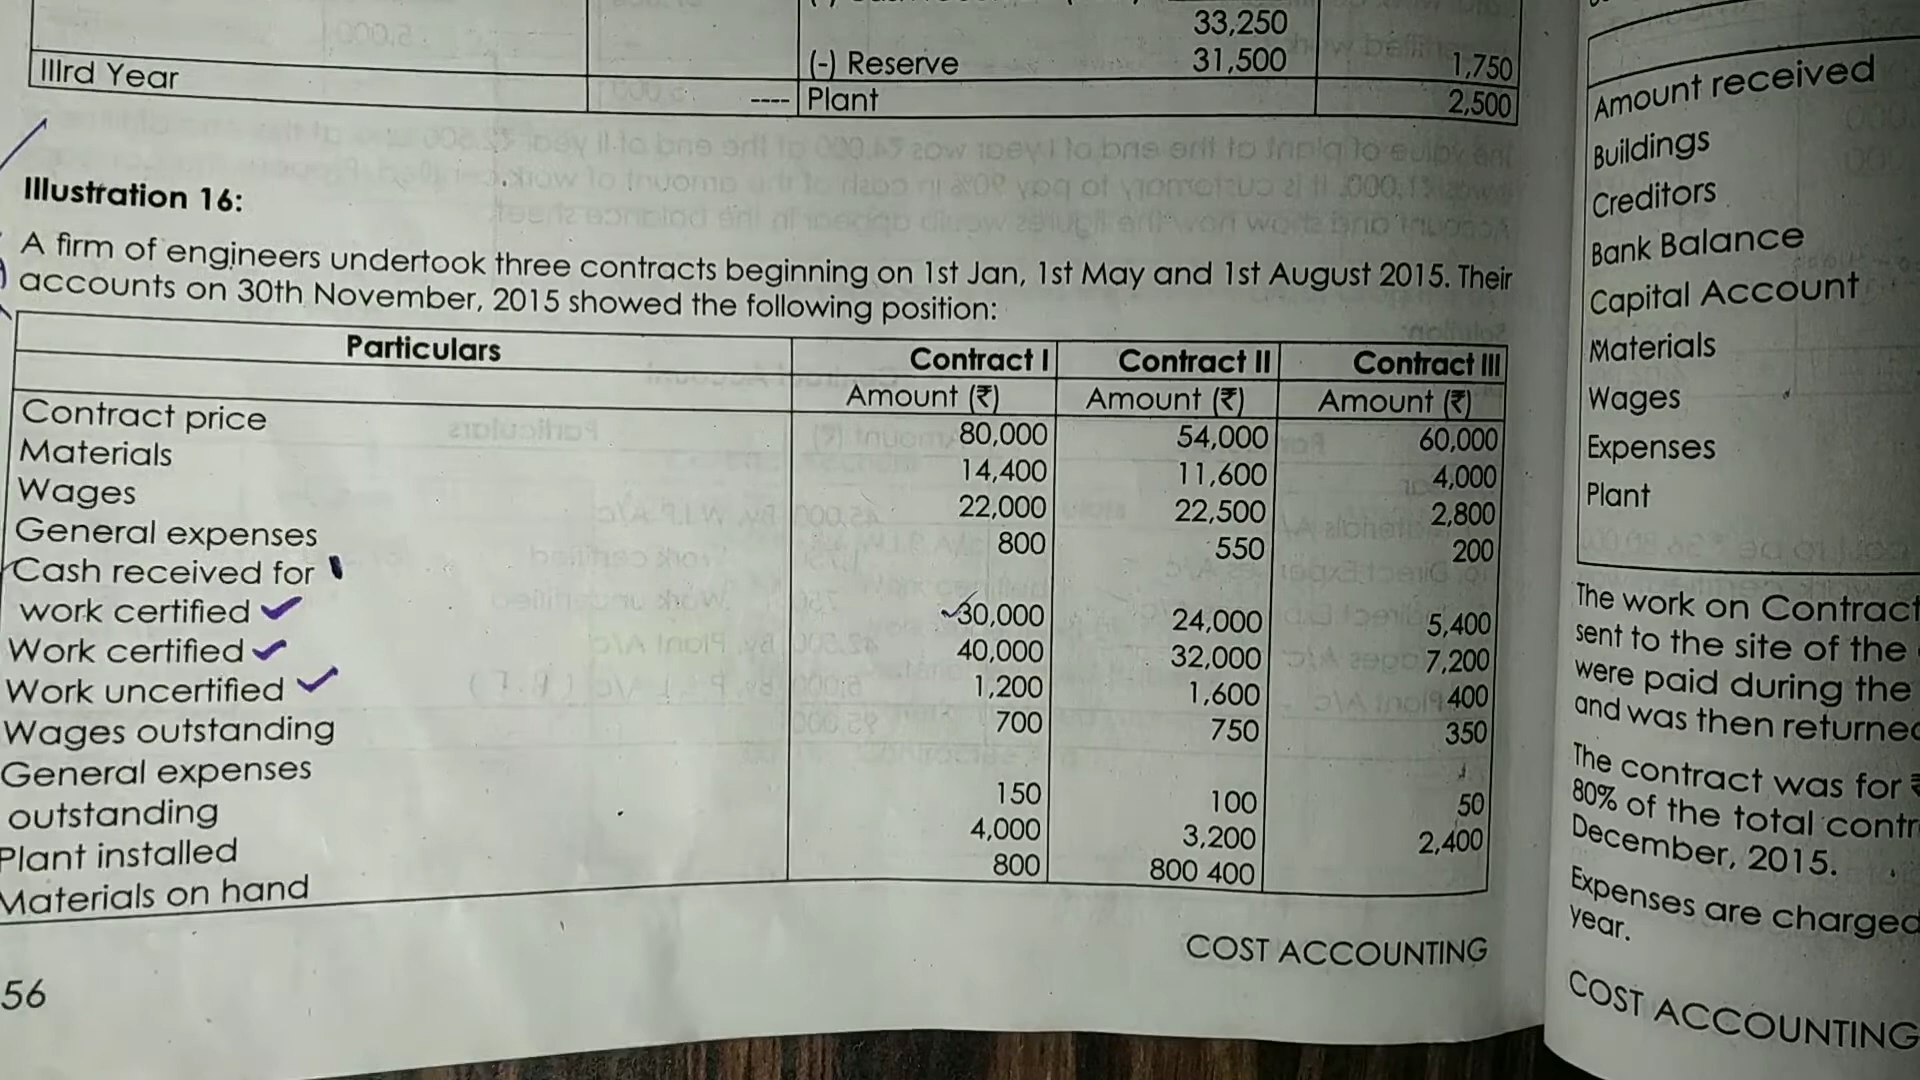 33,250
(-) Reserve 31,500 1,750
IIIrd Year ---- Plant 2,500
Illustration 16:
A firm of engineers undertook three contracts beginning on 1st Jan, 1st May and 1st August 2015. Their
accounts on 30th November, 2015 showed the following position:
Particulars Contract I Contract II Contract III
Amount (₹) Amount (₹) Amount (₹)
Contract price 80,000 54,000 60,000
Materials 14,400 11,600 4,000
Wages 22,000 22,500 2,800
General expenses 800 550 200
Cash received for
work certified 30,000 24,000 5,400
Work certified 40,000 32,000 7,200
Work uncertified 1,200 1,600 400
Wages outstanding 700 750 350
General expenses
outstanding 150 100 50
Plant installed 4,000 3,200 2,400
Materials on hand 800 800 400
COST ACCOUNTING
56
Amount received
Buildings
Creditors
Bank Balance
Capital Account
Materials
Wages
Expenses
Plant
The work on Contract
sent to the site of the
were paid during the
and was then returned
The contract was for
80% of the total contr
December, 2015.
Expenses are charged
year.
COST ACCOUNTING